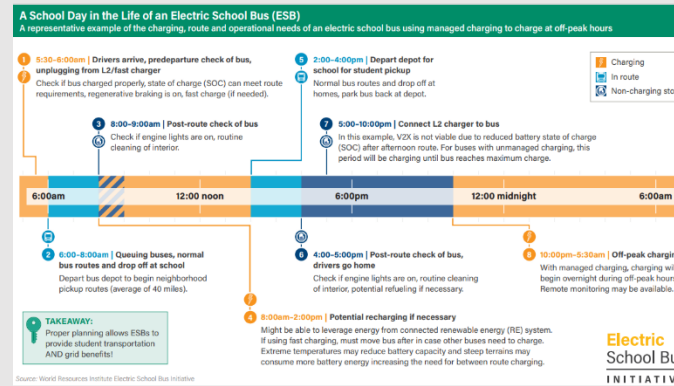 A School Day in the Life of an Electric School Bus (ESB)
A representative example of the charging, route and operational needs of an electric school bus using managed charging to charge at off-peak hours
1
5:30–6:00am | Drivers arrive, predeparture check of bus,
unplugging from L2/fast charger
Check if bus charged properly, state of charge (SOC) can meet route
requirements, regenerative braking is on, fast charge (if needed).
3
8:00–9:00am | Post-route check of bus
Check if engine lights are on, routine
cleaning of interior.
5
2:00–4:00pm | Depart depot for
school for student pickup
Normal bus routes and drop off at
homes, park bus back at depot.
7
5:00–10:00pm | Connect L2 charger to bus
In this example, V2X is not viable due to reduced battery state of charge
(SOC) after afternoon route. For buses with unmanaged charging, this
period will be charging until bus reaches maximum charge.
Charging
In route
Non-charging sto
6:00am
12:00 noon
6:00pm
12:00 midnight
6:00am
2
6:00–8:00am | Queuing buses, normal
bus routes and drop off at school
Depart bus depot to begin neighborhood
pickup routes (average of 40 miles).
4
8:00am–2:00pm | Potential recharging if necessary
Might be able to leverage energy from connected renewable energy (RE) system.
If using fast charging, must move bus after in case other buses need to charge.
Extreme temperatures may reduce battery capacity and steep terrains may
consume more battery energy increasing the need for between route charging.
6
4:00–5:00pm | Post-route check of bus,
drivers go home
Check if engine lights are on, routine cleaning
of interior, potential refueling if necessary.
8
10:00pm–5:30am | Off-peak chargin
With managed charging, charging wi
begin overnight during off-peak hours
Remote monitoring may be available.
TAKEAWAY:
Proper planning allows ESBs to
provide student transportation
AND grid benefits!
Electric
School Bu
INITIATIV
Source: World Resources Institute Electric School Bus Initiative